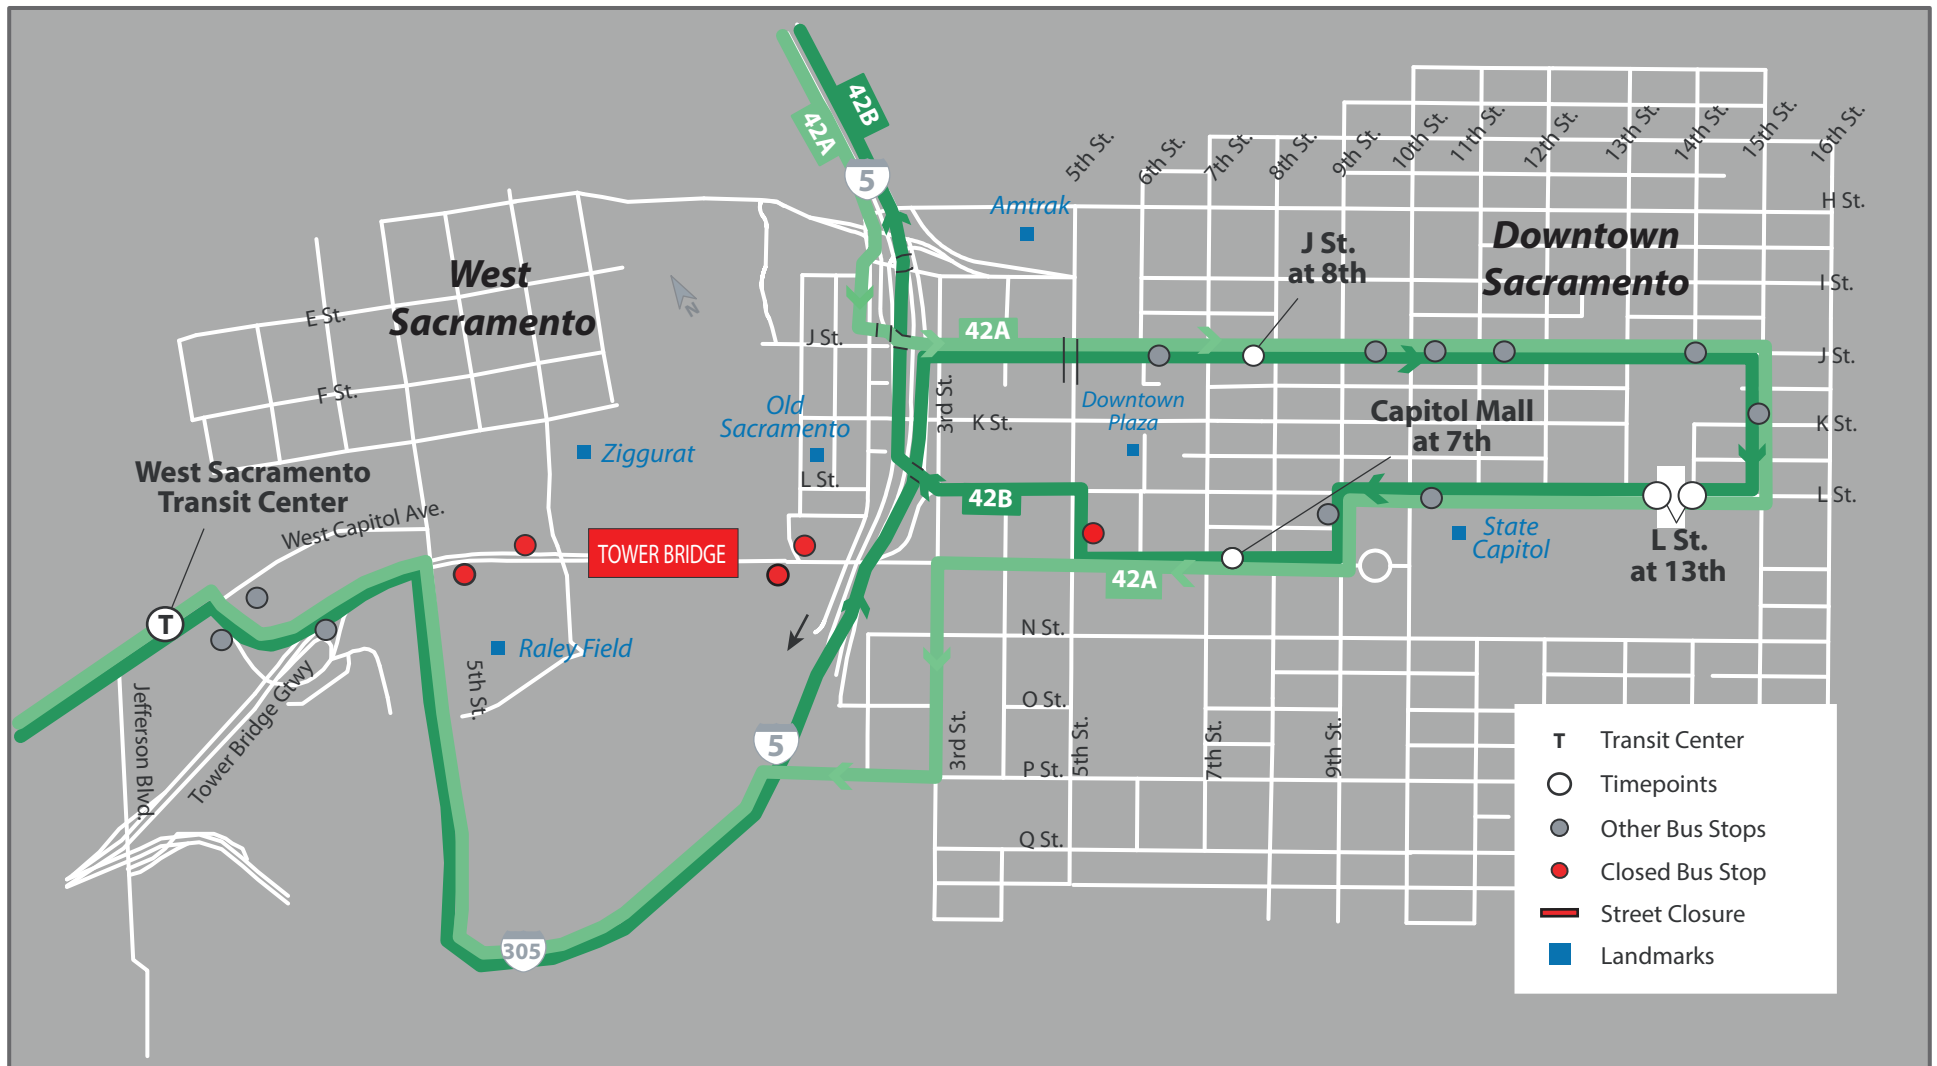 42B
42A
5
5th St.
6th St.
7th St.
8th St.
9th St.
10th St.
11th St.
12th St.
13th St.
14th St.
15th St.
16th St.
Amtrak
H St.
J St.
at 8th
Downtown
Sacramento
I St.
West
Sacramento
N
E St.
F St.
J St.
42A
J St.
Old
Sacramento
3rd St.
K St.
Downtown
Plaza
Capitol Mall
at 7th
K St.
Ziggurat
West Sacramento
Transit Center
L St.
42B
L St.
West Capitol Ave.
TOWER BRIDGE
State
Capitol
L St.
at 13th
42A
T
N St.
Raley Field
5th St.
Jefferson Blvd.
Tower Bridge Gtwy
O St.
5
3rd St.
P St.
5th St.
7th St.
9th St.
Q St.
305
T Transit Center
Timepoints
Other Bus Stops
Closed Bus Stop
Street Closure
Landmarks